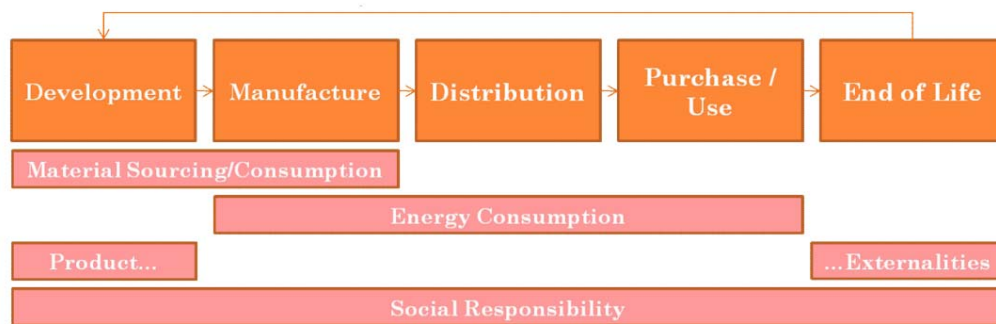 Development
Manufacture
Distribution
Purchase /
Use
End of Life
Material Sourcing/Consumption
Energy Consumption
Product...
...Externalities
Social Responsibility